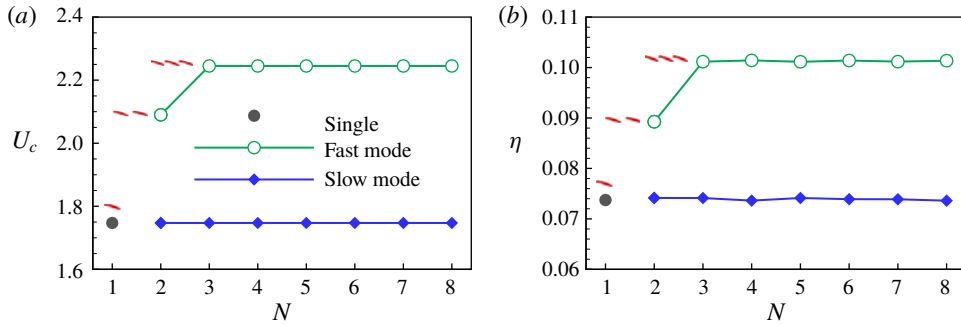 (a)
2.4
2.2
2.0
1.8
1.6
U_c
1 2 3 4 5 6 7 8
N
Single
Fast mode
Slow mode
(b)
0.11
0.10
0.09
0.08
0.07
0.06
η
1 2 3 4 5 6 7 8
N